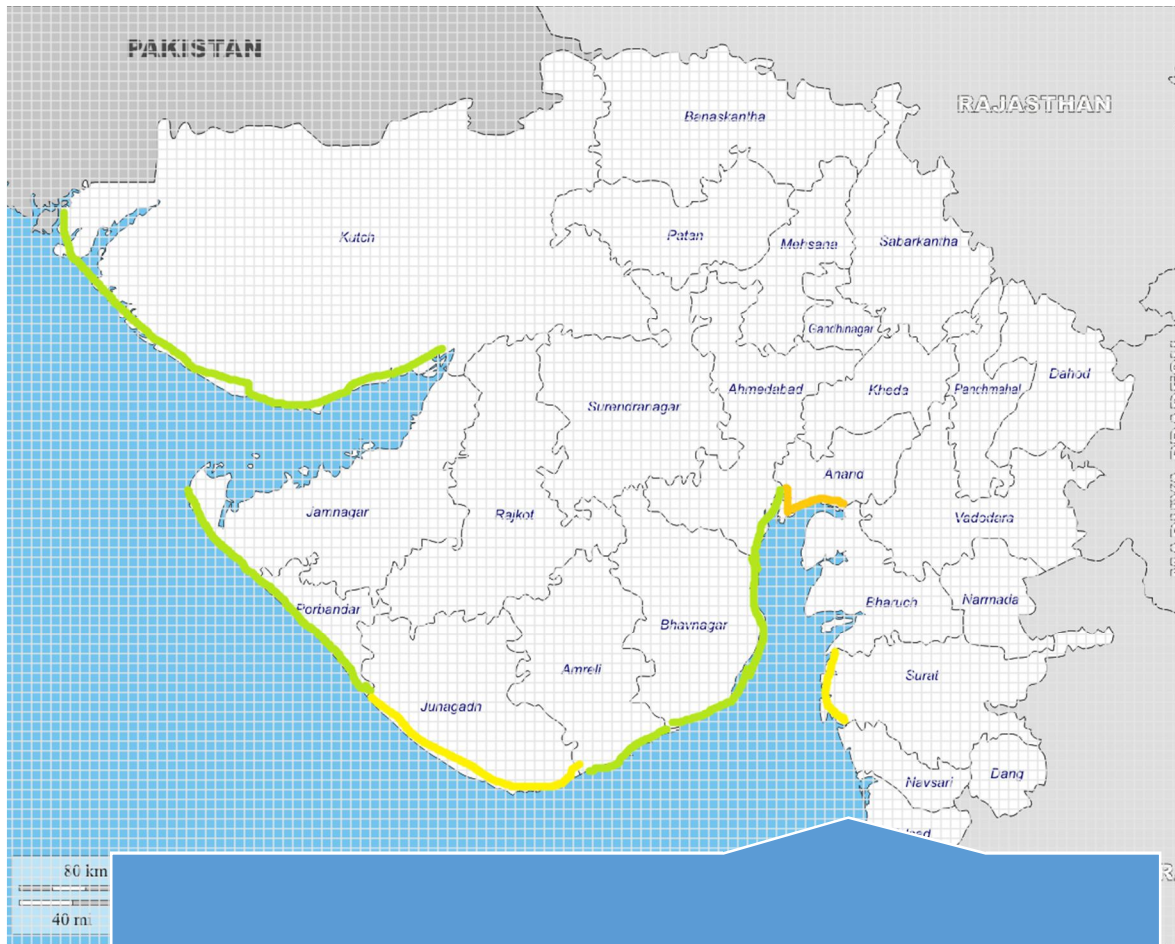 PAKISTAN
RAJASTHAN
Banaskantha
Kutch
Patan
Mehsana
Sabarkantha
Gandhinagar
Ahmedabad
Kheda
Panchmahal
Dahod
Surendranagar
Anand
Jamnagar
Rajkot
Vadodara
Porbandar
Bhavnagar
Bharuch
Narmada
Amreli
Surat
Junagadh
Navsari
Dang
80 km
40 mi